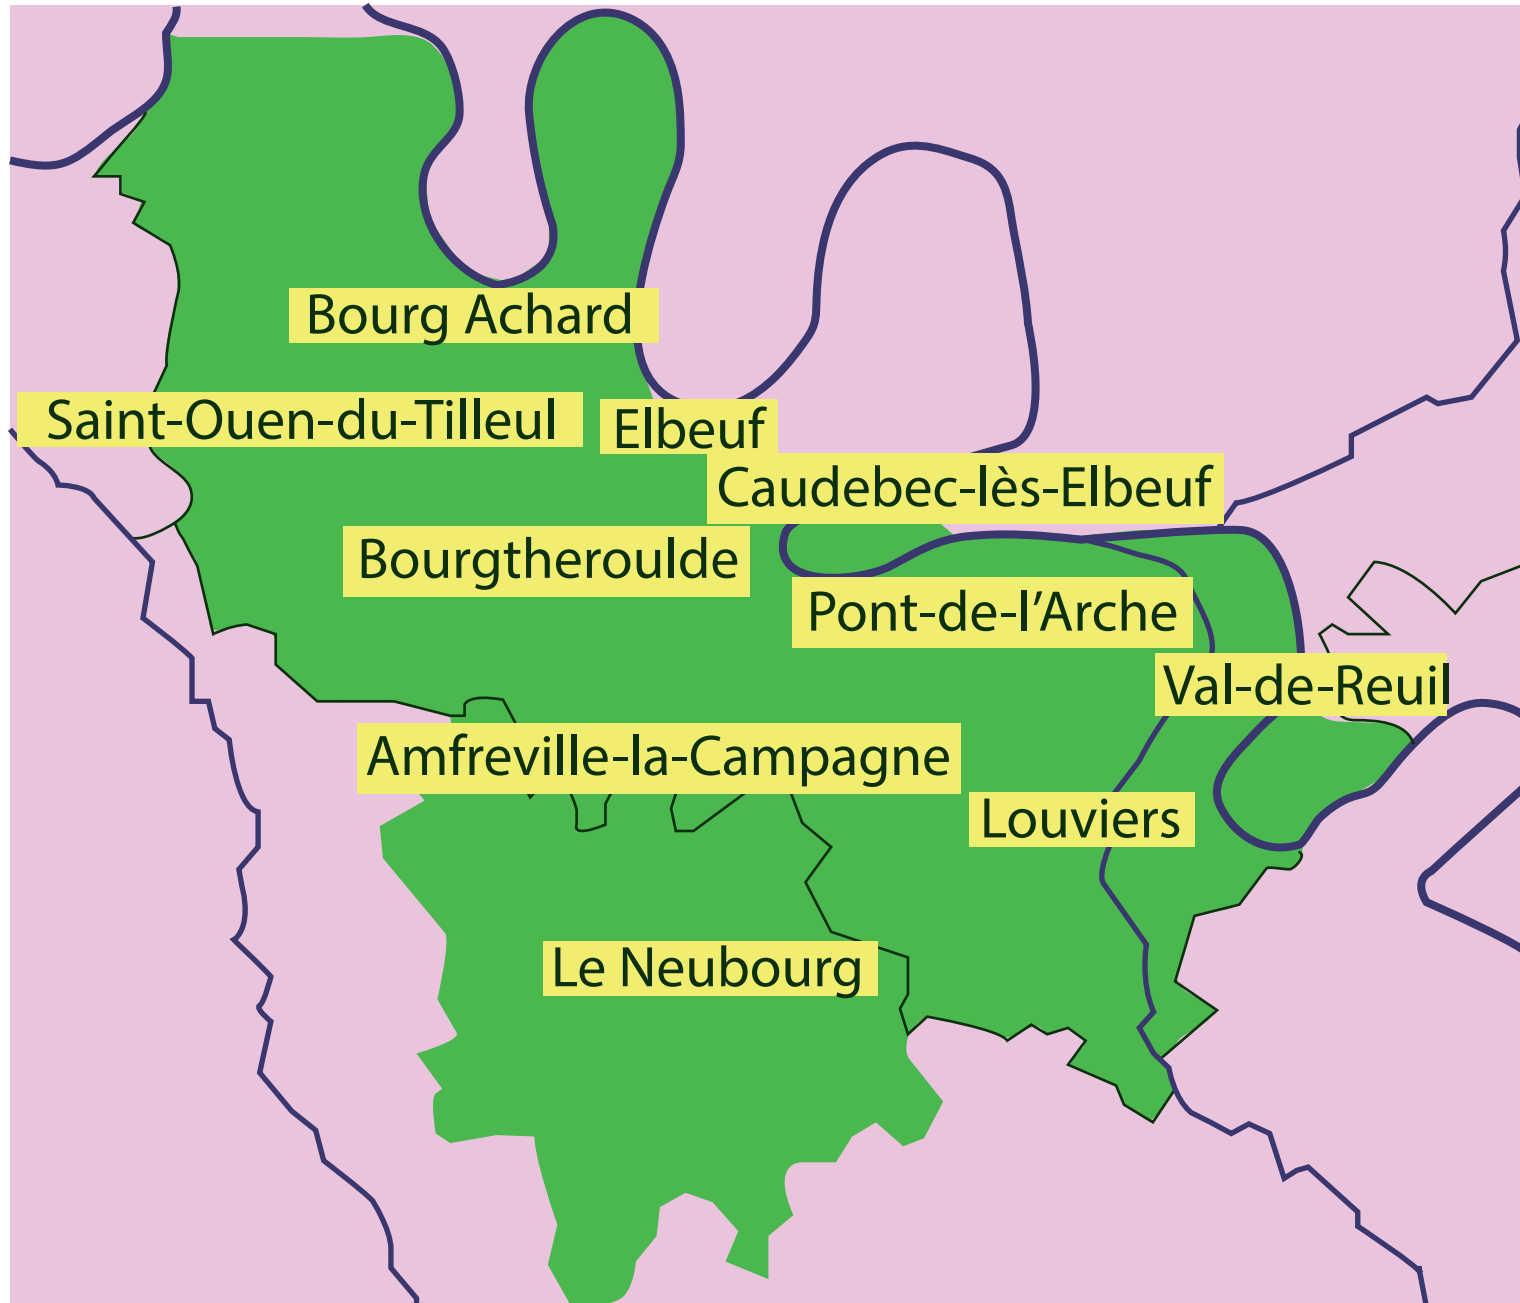 Bourg Achard
Saint-Ouen-du-Tilleul
Elbeuf
Caudebec-lès-Elbeuf
Bourgtheroulde
Pont-de-l'Arche
Val-de-Reuil
Amfreville-la-Campagne
Louviers
Le Neubourg